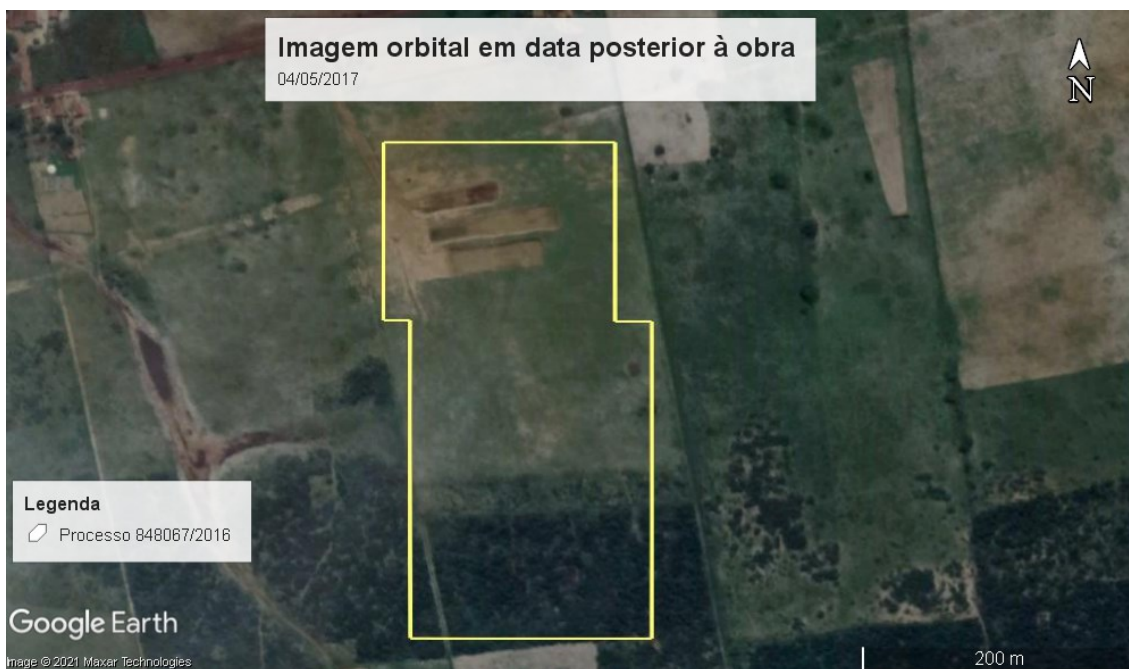 Imagem orbital em data posterior à obra
04/05/2017
N
Legenda
Processo 848067/2016
Google Earth
Image © 2021 Maxar Technologies
200 m